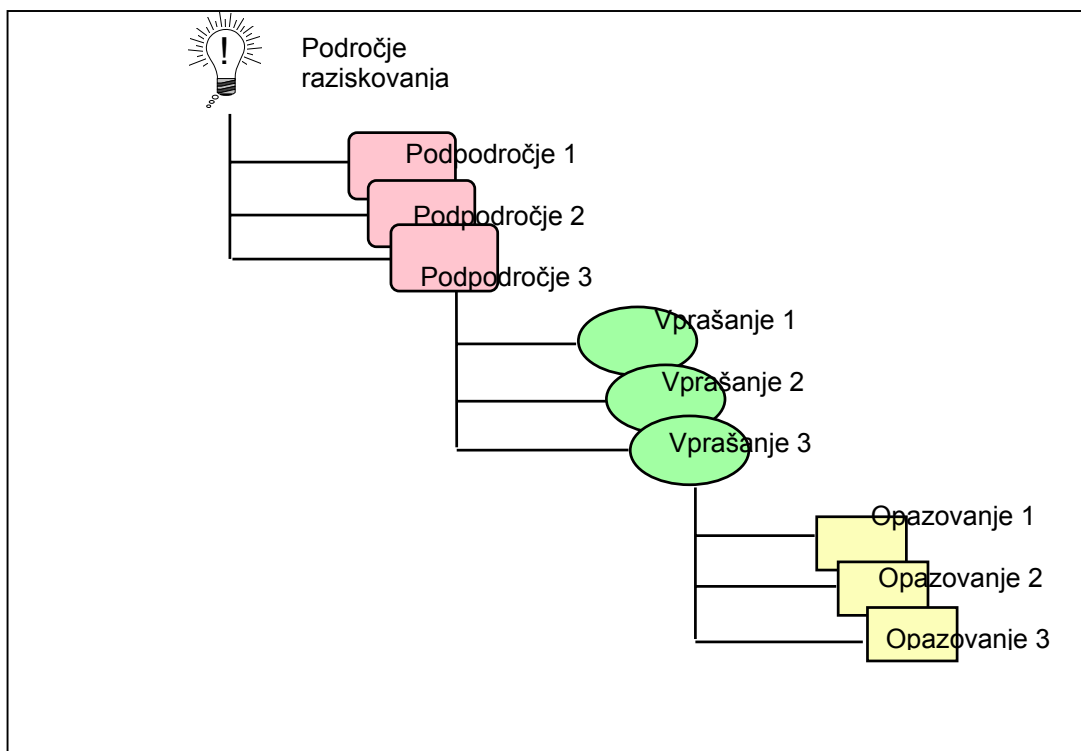 !
Področje
raziskovanja
Podpodročje 1
Podpodročje 2
Podpodročje 3
Vprašanje 1
Vprašanje 2
Vprašanje 3
Opazovanje 1
Opazovanje 2
Opazovanje 3